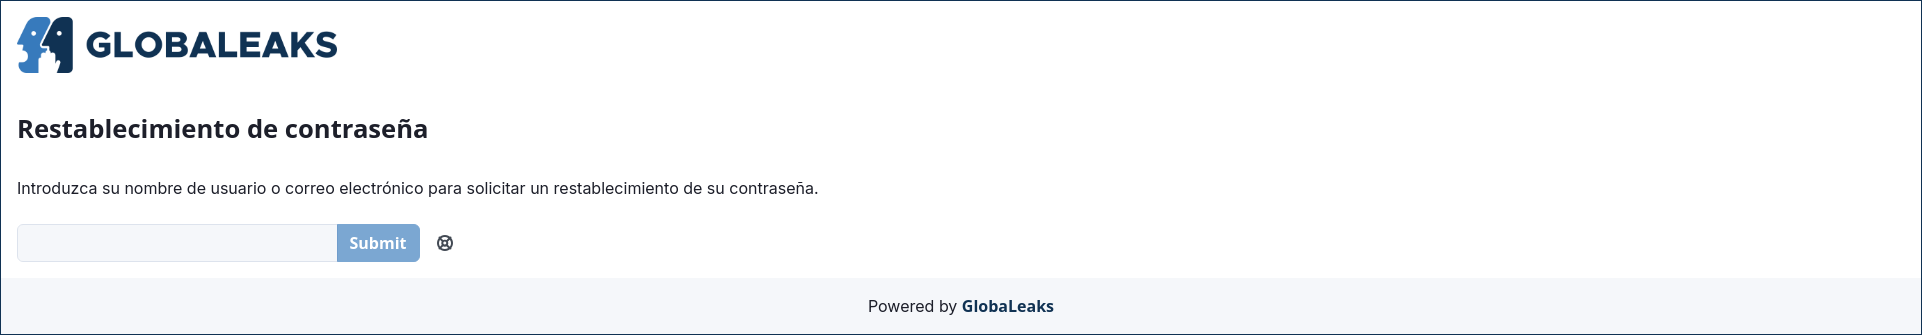 GLOBALEAKS
Restablecimiento de contraseña
Introduzca su nombre de usuario o correo electrónico para solicitar un restablecimiento de su contraseña.
Submit
Powered by GlobaLeaks